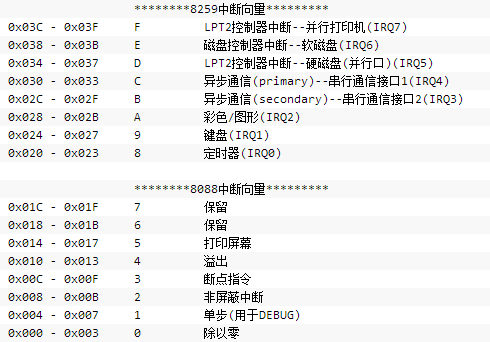 ********8259中断向量*********
0x03C - 0x03F F LPT2控制器中断--并行打印机(IRQ7)
0x038 - 0x03B E 磁盘控制器中断--软磁盘(IRQ6)
0x034 - 0x037 D LPT2控制器中断--硬磁盘(并行口)(IRQ5)
0x030 - 0x033 C 异步通信(primary)--串行通信接口1(IRQ4)
0x02C - 0x02F B 异步通信(secondary)--串行通信接口2(IRQ3)
0x028 - 0x02B A 彩色/图形(IRQ2)
0x024 - 0x027 9 键盘(IRQ1)
0x020 - 0x023 8 定时器(IRQ0)
********8088中断向量*********
0x01C - 0x01F 7 保留
0x018 - 0x01B 6 保留
0x014 - 0x017 5 打印屏幕
0x010 - 0x013 4 溢出
0x00C - 0x00F 3 断点指令
0x008 - 0x00B 2 非屏蔽中断
0x004 - 0x007 1 单步(用于DEBUG)
0x000 - 0x003 0 除以零